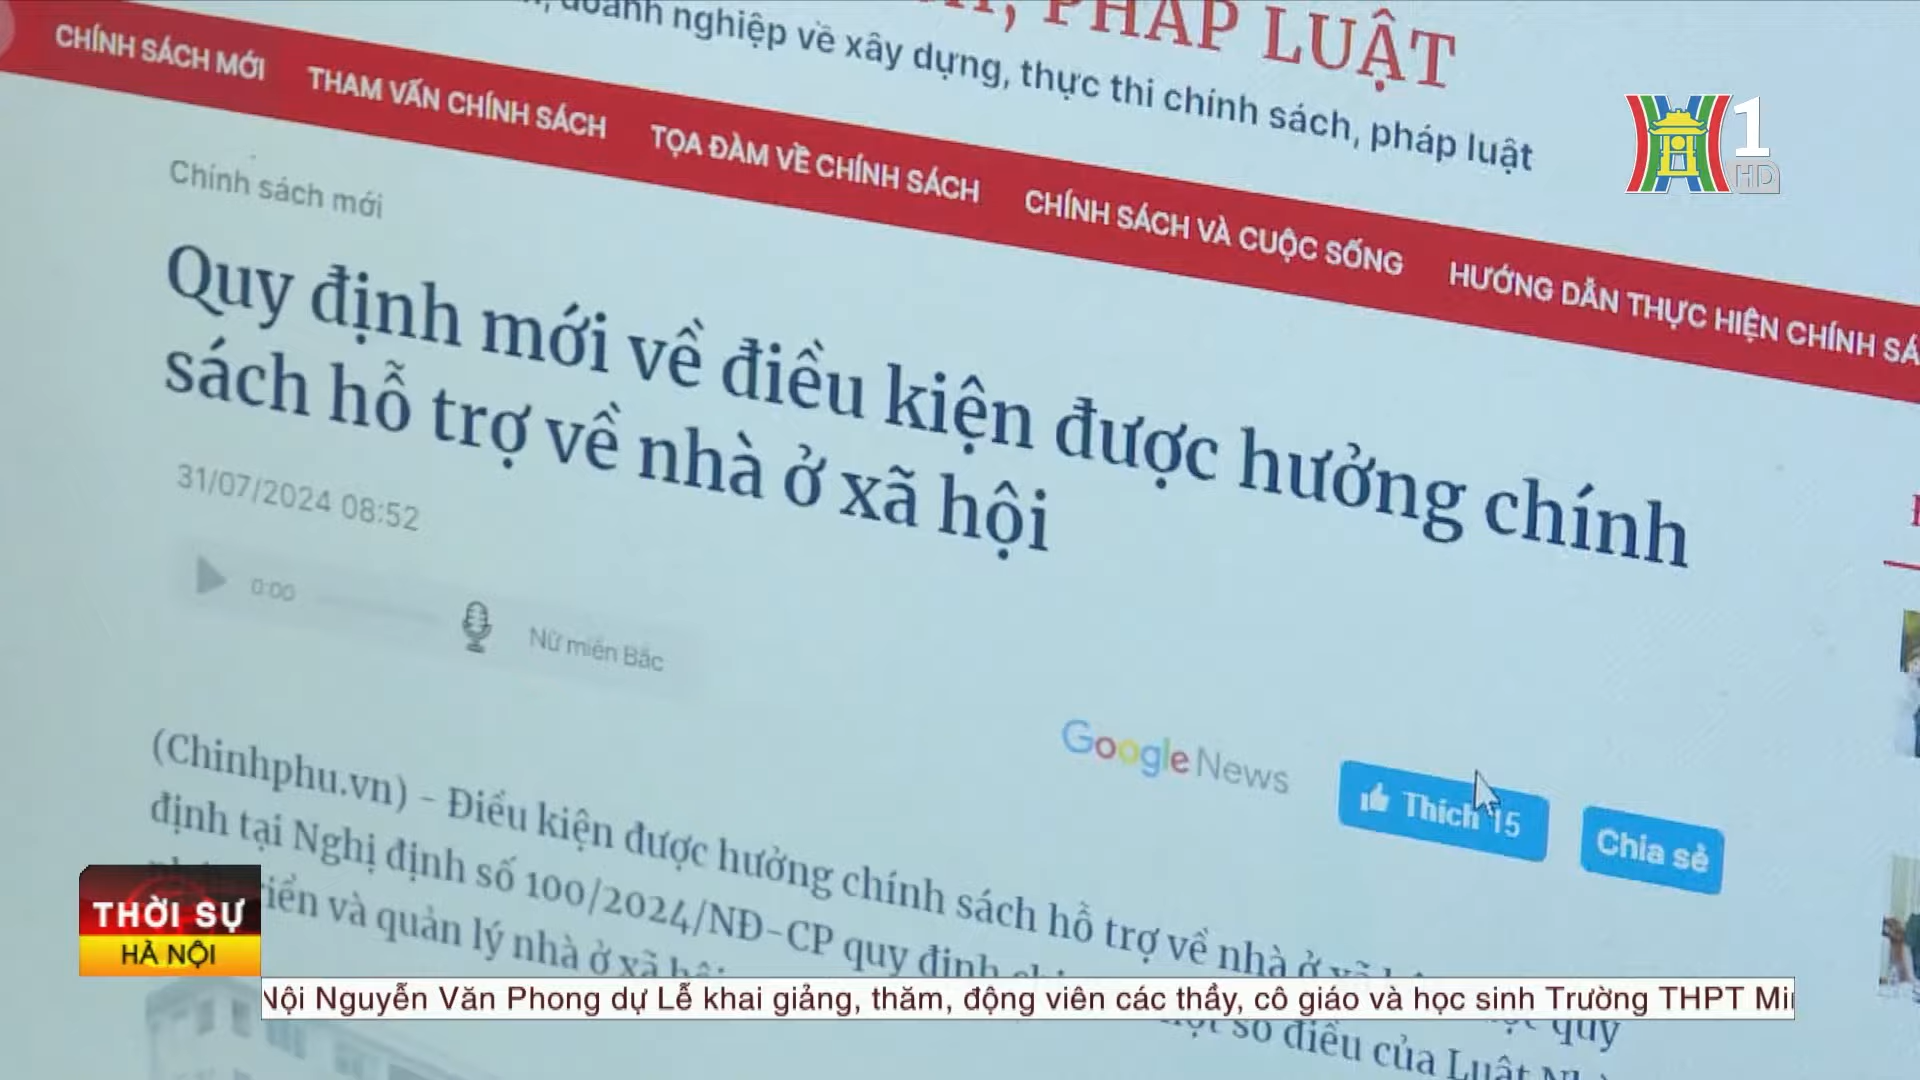 PHÁP LUẬT
doanh nghiệp về xây dựng, thực thi chính sách, pháp luật
CHÍNH SÁCH MỚI THAM VẤN CHÍNH SÁCH TỌA ĐÀM VỀ CHÍNH SÁCH CHÍNH SÁCH VÀ CUỘC SỐNG HƯỚNG DẪN THỰC HIỆN CHÍNH SÁ
1
HD
Chính sách mới
Quy định mới về điều kiện được hưởng chính
sách hỗ trợ về nhà ở xã hội
31/07/2024 08:52
0:00 Nữ miền Bắc
Google News Thích 15 Chia sẻ
(Chinhphu.vn) - Điều kiện được hưởng chính sách hỗ trợ về nhà ở xã
định tại Nghị định số 100/2024/NĐ-CP quy định
và quản lý nhà ở xã quy
số điều của Luật
THỜI SỰ
HÀ NỘI
Nội Nguyễn Văn Phong dự Lễ khai giảng, thăm, động viên các thầy, cô giáo và học sinh Trường THPT Mi